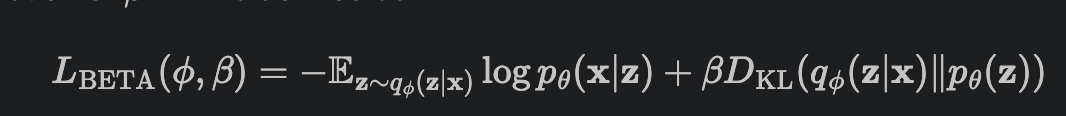 L_BETA(ϕ, β) = −𝔼_{𝐳∼q_ϕ(𝐳|𝐱)} log p_θ(𝐱|𝐳) + βD_KL(q_ϕ(𝐳|𝐱)‖p_θ(𝐳))